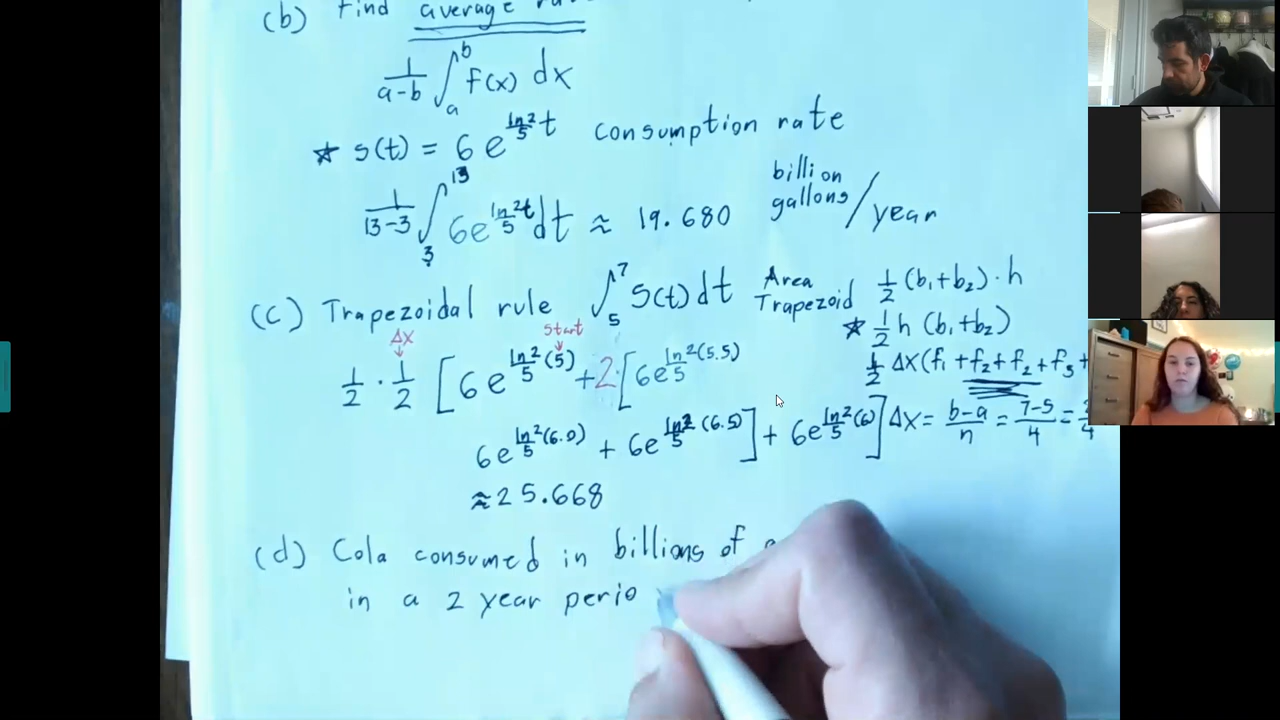 (b) Find average
1/(a-b) ∫_a^b f(x) dx
★ s(t) = 6e^(ln2/5 t) consumption rate
1/(13-3) ∫_3^13 6e^(ln2/5 t) dt ≈ 19.680 billion gallons / year
(c) Trapezoidal rule ∫_5^7 S(t) dt Area Trapezoid 1/2 (b₁+b₂)·h
★ 1/2 h (b₁+b₂)
Δx start
1/2 · 1/2 [6e^(ln2/5 (5)) + 2·[6e^(ln2/5 (5.5))
1/2 Δx(f₁ + f₂ + f₂ + f₃ +
6e^(ln2/5 (6.0)) + 6e^(ln2/5 (6.5))] + 6e^(ln2/5 (6))]
Δx = (b-a)/n = (7-5)/4 =
≈ 25.668
(d) Cola consumed in billions of
in a 2 year perio